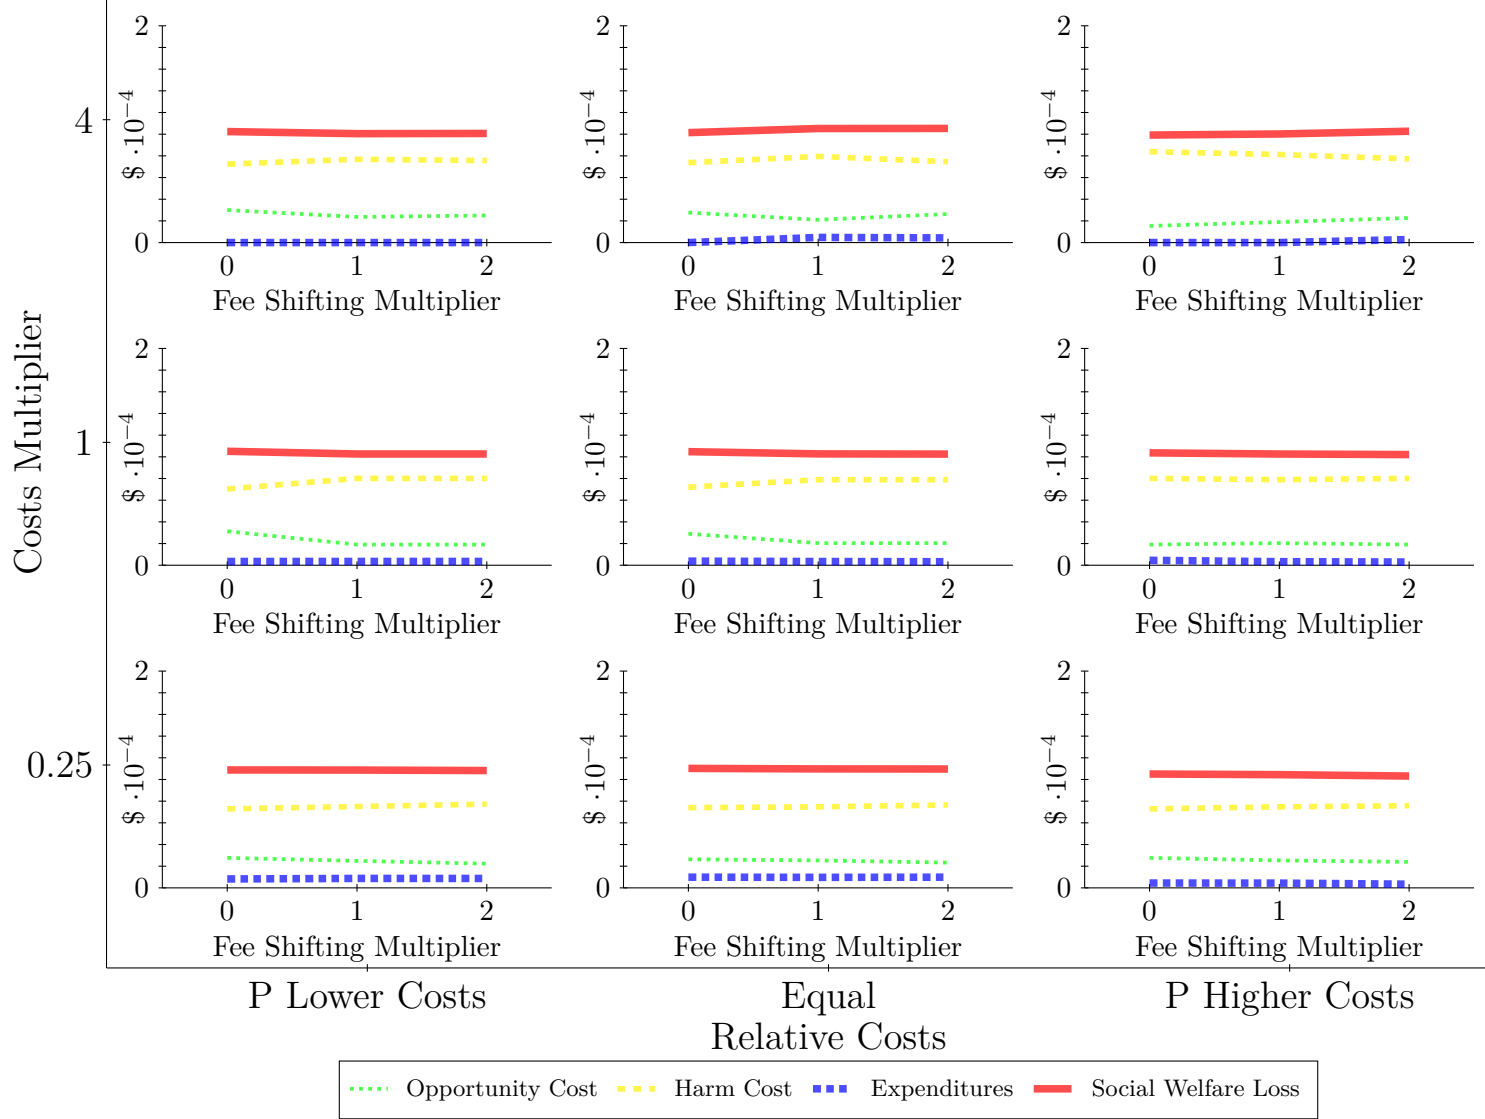 Costs Multiplier
4
2
0
$ ·10⁻⁴
0 1 2
Fee Shifting Multiplier
2
0
$ ·10⁻⁴
0 1 2
Fee Shifting Multiplier
2
0
$ ·10⁻⁴
0 1 2
Fee Shifting Multiplier
1
2
0
$ ·10⁻⁴
0 1 2
Fee Shifting Multiplier
2
0
$ ·10⁻⁴
0 1 2
Fee Shifting Multiplier
2
0
$ ·10⁻⁴
0 1 2
Fee Shifting Multiplier
0.25
2
0
$ ·10⁻⁴
0 1 2
Fee Shifting Multiplier
2
0
$ ·10⁻⁴
0 1 2
Fee Shifting Multiplier
2
0
$ ·10⁻⁴
0 1 2
Fee Shifting Multiplier
P Lower Costs Equal P Higher Costs
Relative Costs
Opportunity Cost Harm Cost Expenditures Social Welfare Loss